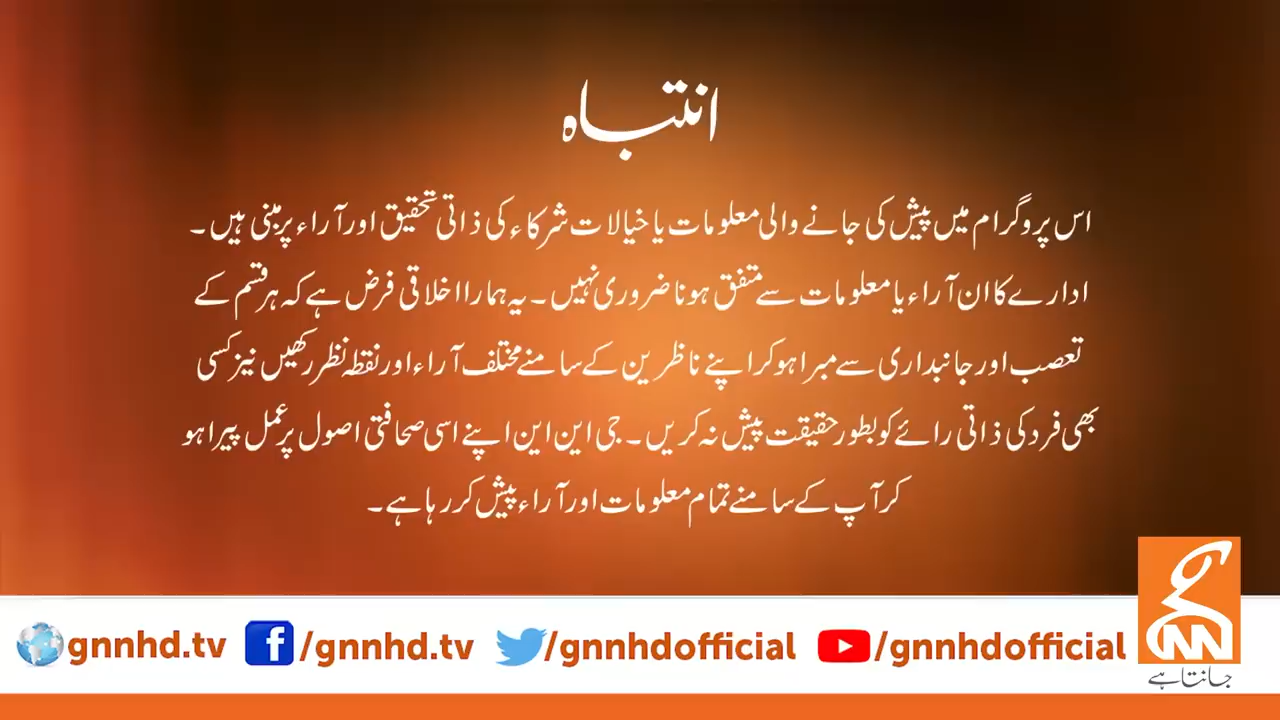 انتباہ
اس پروگرام میں پیش کی جانے والی معلومات یا خیالات شرکاء کی ذاتی تحقیق اور آراء پر مبنی ہیں۔
ادارے کا ان آراء یا معلومات سے متفق ہونا ضروری نہیں۔ یہ ہمارا اخلاقی فرض ہے کہ ہر قسم کے
تعصب اور جانبداری سے مبرا ہو کر اپنے ناظرین کے سامنے مختلف آراء اور نقطہ نظر رکھیں نیز کسی
بھی فرد کی ذاتی رائے کو بطور حقیقت پیش نہ کریں۔ جی این این اپنے اسی صحافتی اصول پر عمل پیرا ہو
کر آپ کے سامنے تمام معلومات اور آراء پیش کر رہا ہے۔
gnnhd.tv /gnnhd.tv /gnnhdofficial /gnnhdofficial
GNN
جانتا ہے